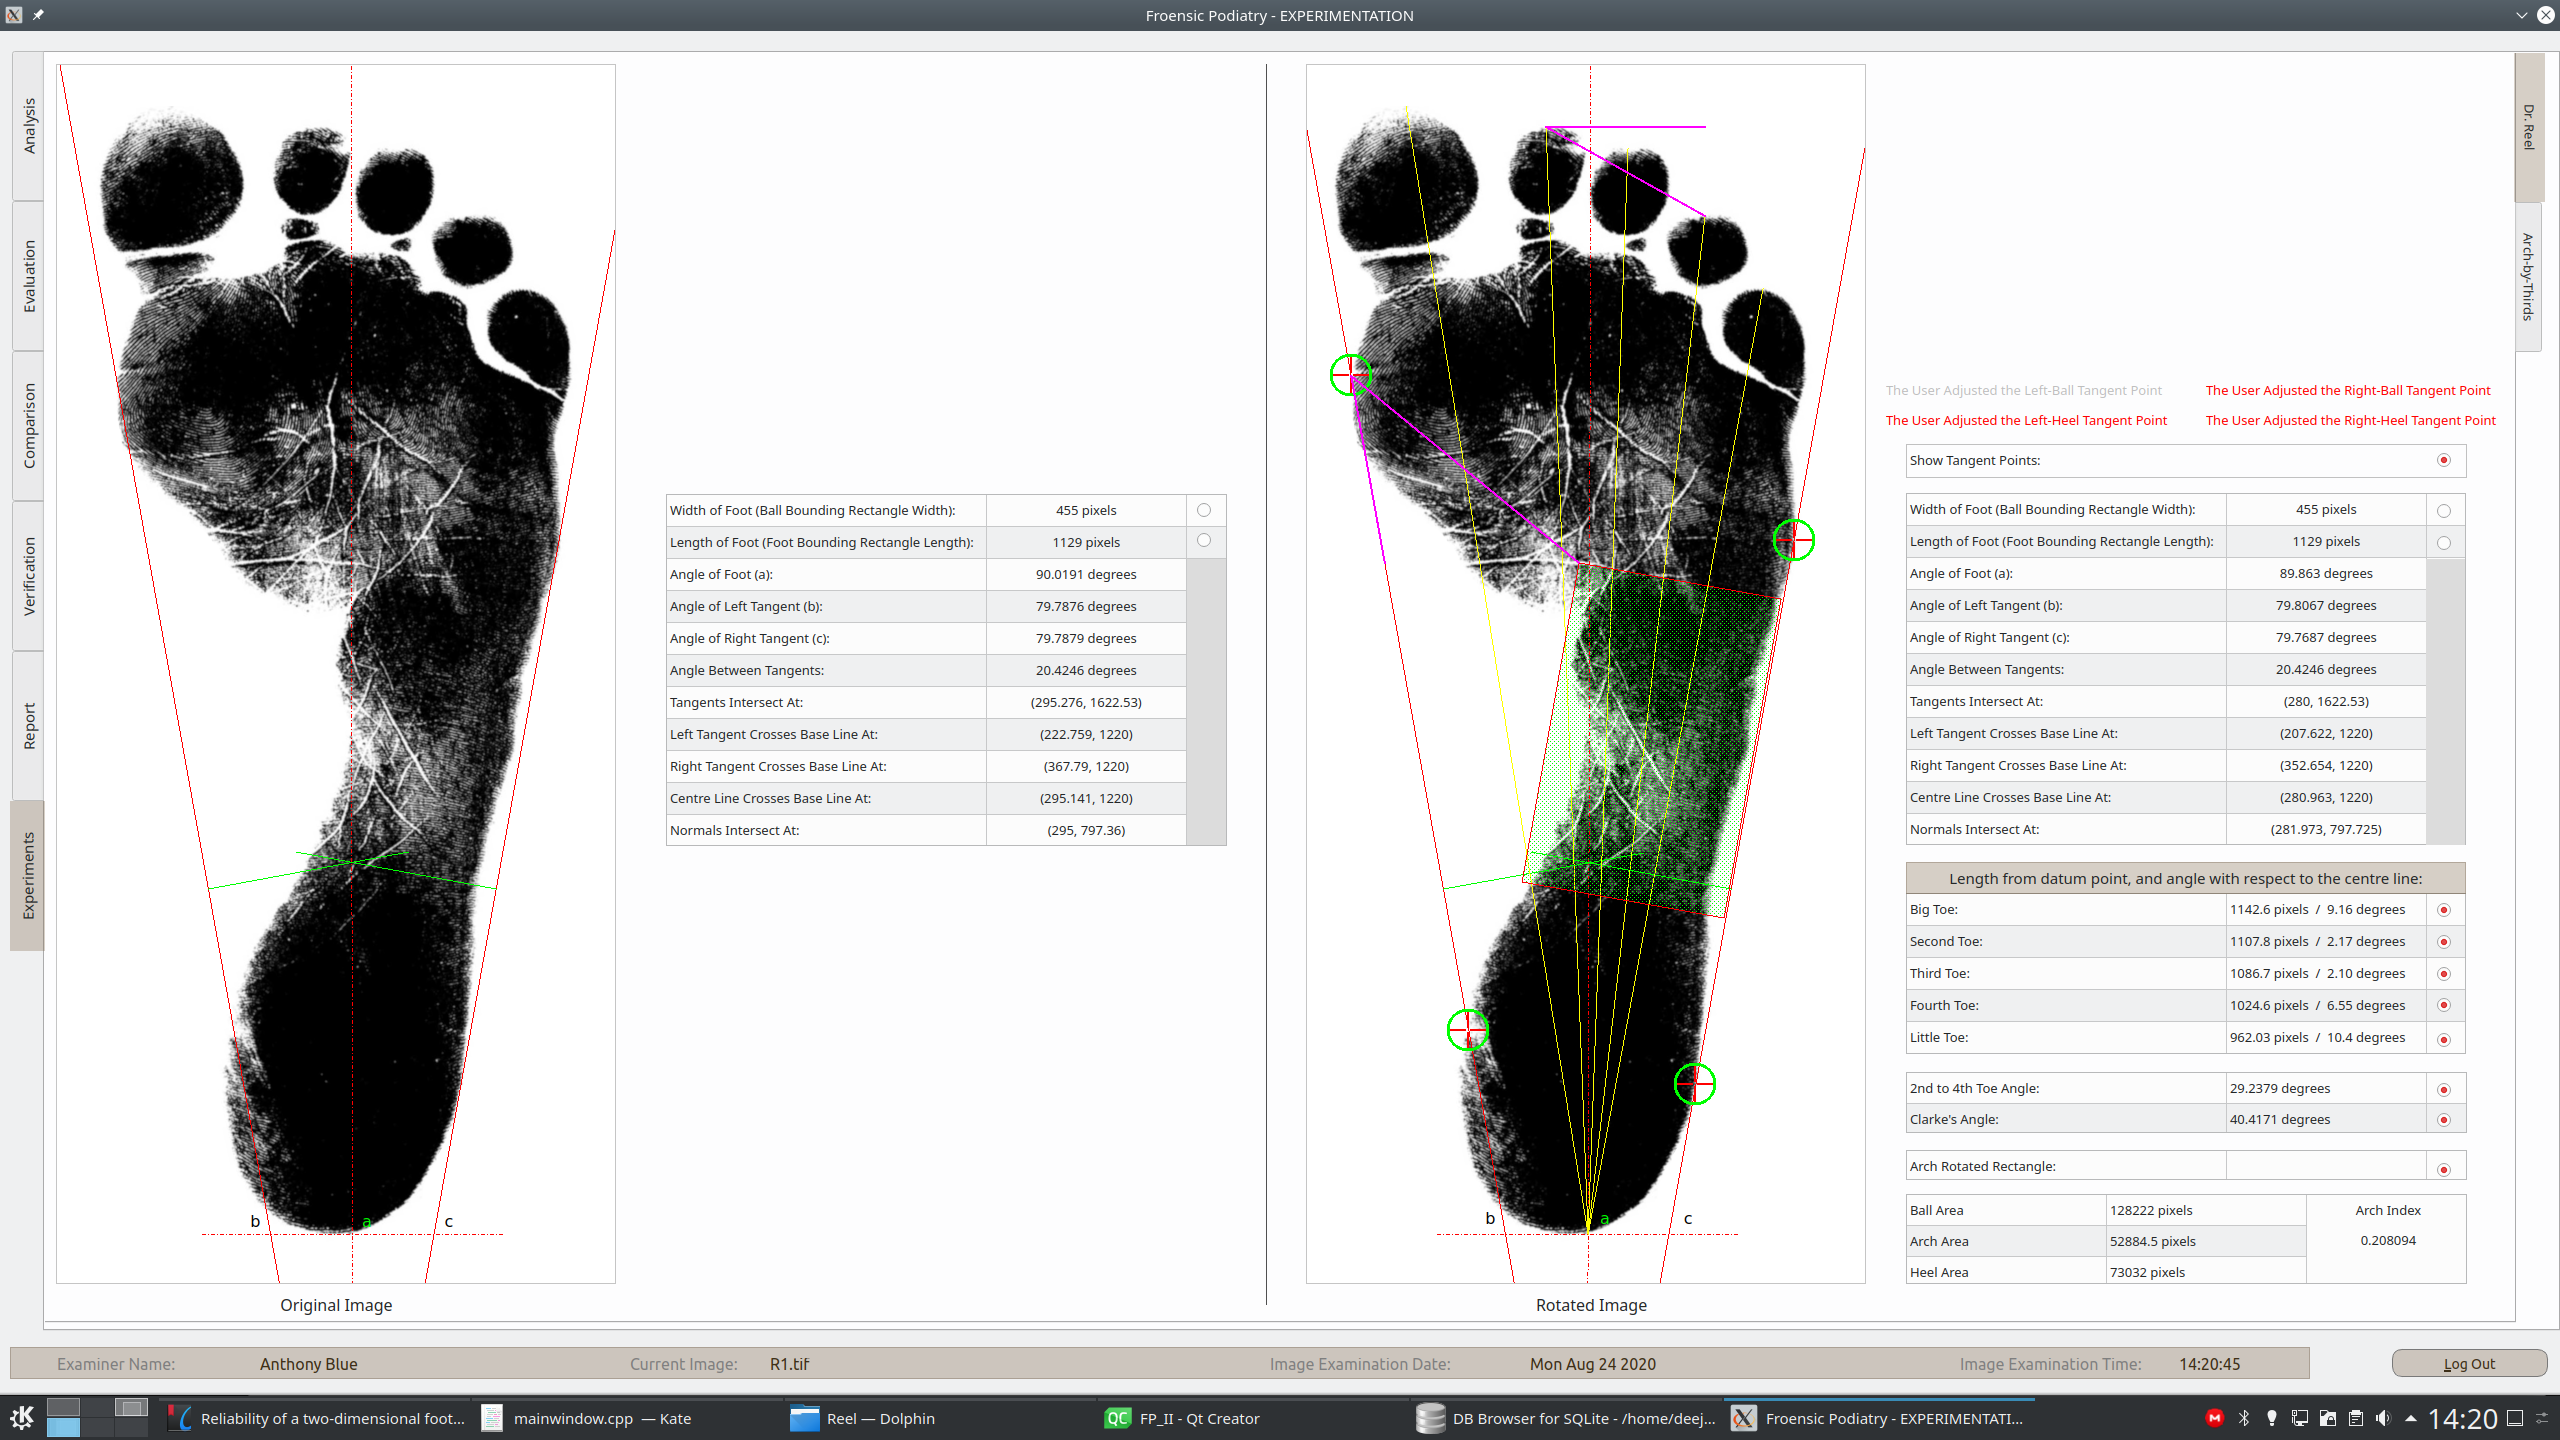 Froensic Podiatry - EXPERIMENTATION
Analysis
Evaluation
Comparison
Verification
Report
Experiments
b a c
Original Image
Width of Foot (Ball Bounding Rectangle Width): 455 pixels
Length of Foot (Foot Bounding Rectangle Length): 1129 pixels
Angle of Foot (a): 90.0191 degrees
Angle of Left Tangent (b): 79.7876 degrees
Angle of Right Tangent (c): 79.7879 degrees
Angle Between Tangents: 20.4246 degrees
Tangents Intersect At: (295.276, 1622.53)
Left Tangent Crosses Base Line At: (222.759, 1220)
Right Tangent Crosses Base Line At: (367.79, 1220)
Centre Line Crosses Base Line At: (295.141, 1220)
Normals Intersect At: (295, 797.36)
b a c
Rotated Image
Dr. Reel
Arch-by-Thirds
The User Adjusted the Left-Ball Tangent Point The User Adjusted the Right-Ball Tangent Point
The User Adjusted the Left-Heel Tangent Point The User Adjusted the Right-Heel Tangent Point
Show Tangent Points:
Width of Foot (Ball Bounding Rectangle Width): 455 pixels
Length of Foot (Foot Bounding Rectangle Length): 1129 pixels
Angle of Foot (a): 89.863 degrees
Angle of Left Tangent (b): 79.8067 degrees
Angle of Right Tangent (c): 79.7687 degrees
Angle Between Tangents: 20.4246 degrees
Tangents Intersect At: (280, 1622.53)
Left Tangent Crosses Base Line At: (207.622, 1220)
Right Tangent Crosses Base Line At: (352.654, 1220)
Centre Line Crosses Base Line At: (280.963, 1220)
Normals Intersect At: (281.973, 797.725)
Length from datum point, and angle with respect to the centre line:
Big Toe: 1142.6 pixels / 9.16 degrees
Second Toe: 1107.8 pixels / 2.17 degrees
Third Toe: 1086.7 pixels / 2.10 degrees
Fourth Toe: 1024.6 pixels / 6.55 degrees
Little Toe: 962.03 pixels / 10.4 degrees
2nd to 4th Toe Angle: 29.2379 degrees
Clarke's Angle: 40.4171 degrees
Arch Rotated Rectangle:
Ball Area 128222 pixels Arch Index
Arch Area 52884.5 pixels 0.208094
Heel Area 73032 pixels
Examiner Name: Anthony Blue Current Image: R1.tif Image Examination Date: Mon Aug 24 2020 Image Examination Time: 14:20:45 Log Out
Reliability of a two-dimensional foot... mainwindow.cpp — Kate Reel — Dolphin QC FP_II - Qt Creator DB Browser for SQLite - /home/deej... Froensic Podiatry - EXPERIMENTATI... 14:20